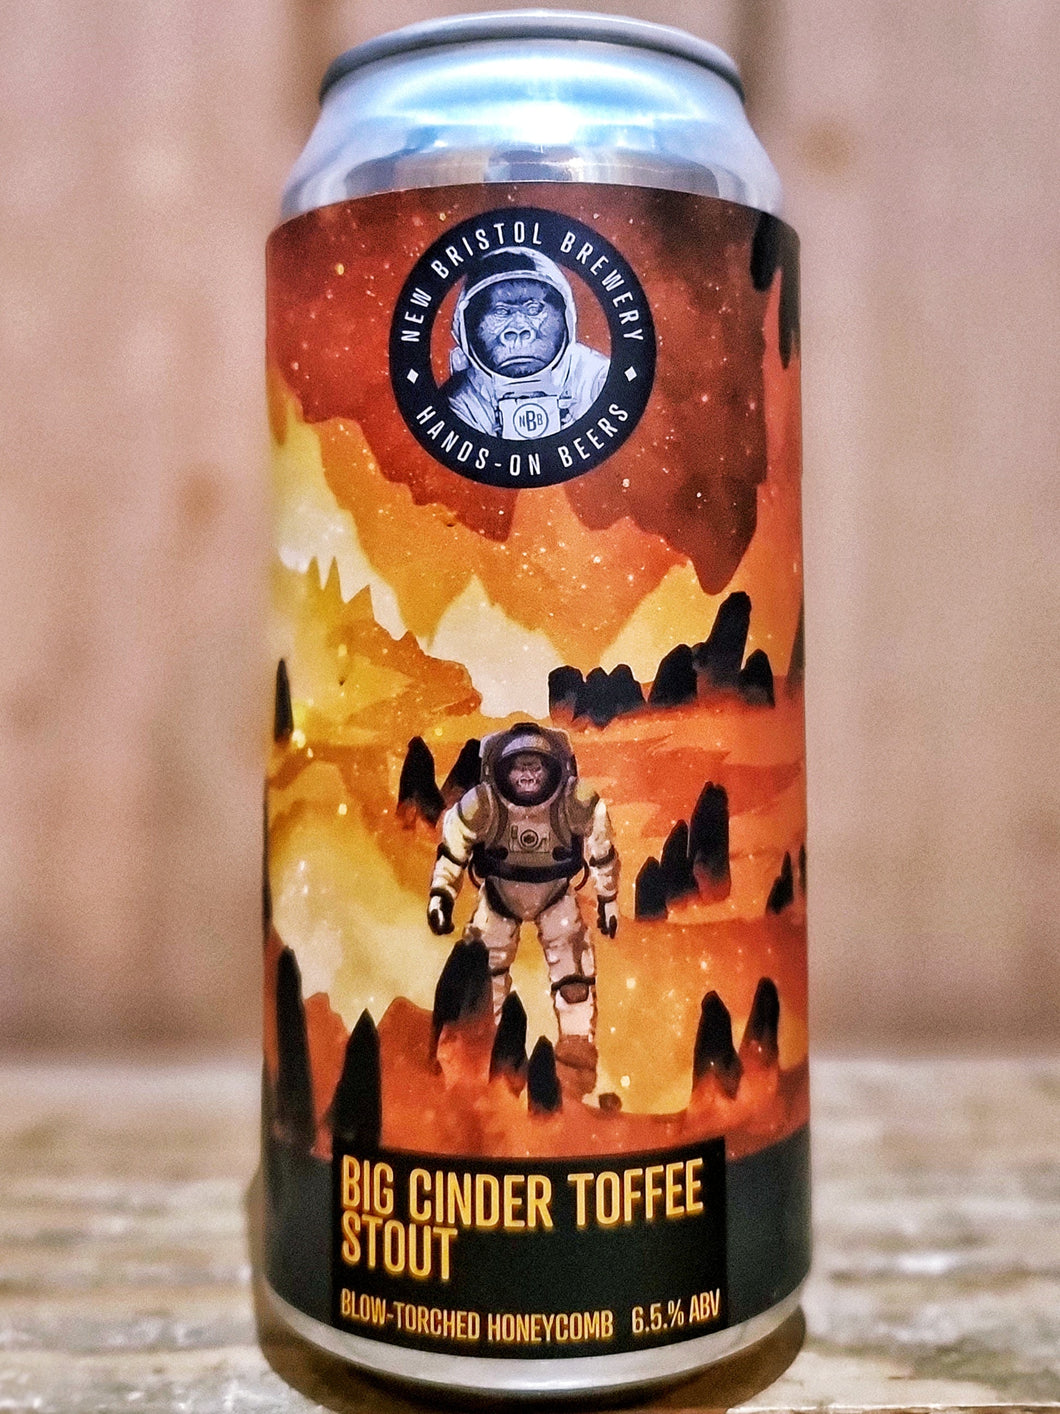 NEW BRISTOL BREWERY
NBB
HANDS-ON BEERS
BIG CINDER TOFFEE
STOUT
BLOW-TORCHED HONEYCOMB 6.5.% ABV